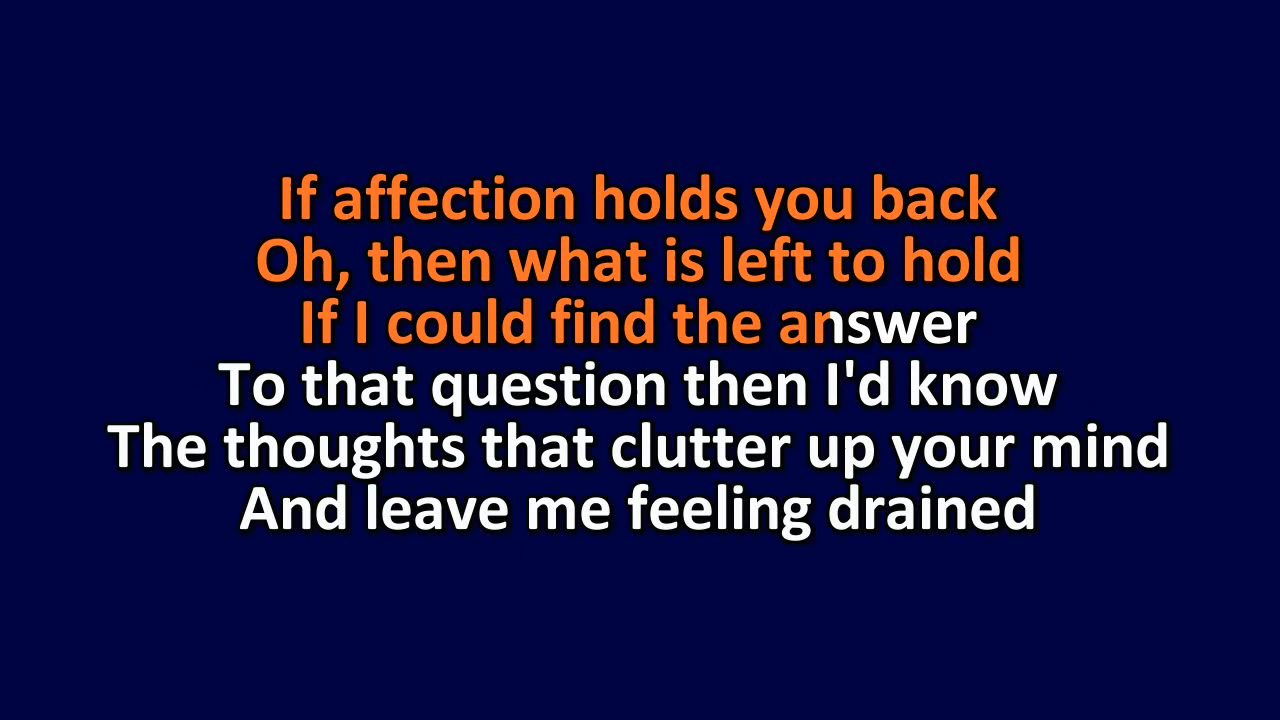 If affection holds you back
Oh, then what is left to hold
If I could find the answer
To that question then I'd know
The thoughts that clutter up your mind
And leave me feeling drained